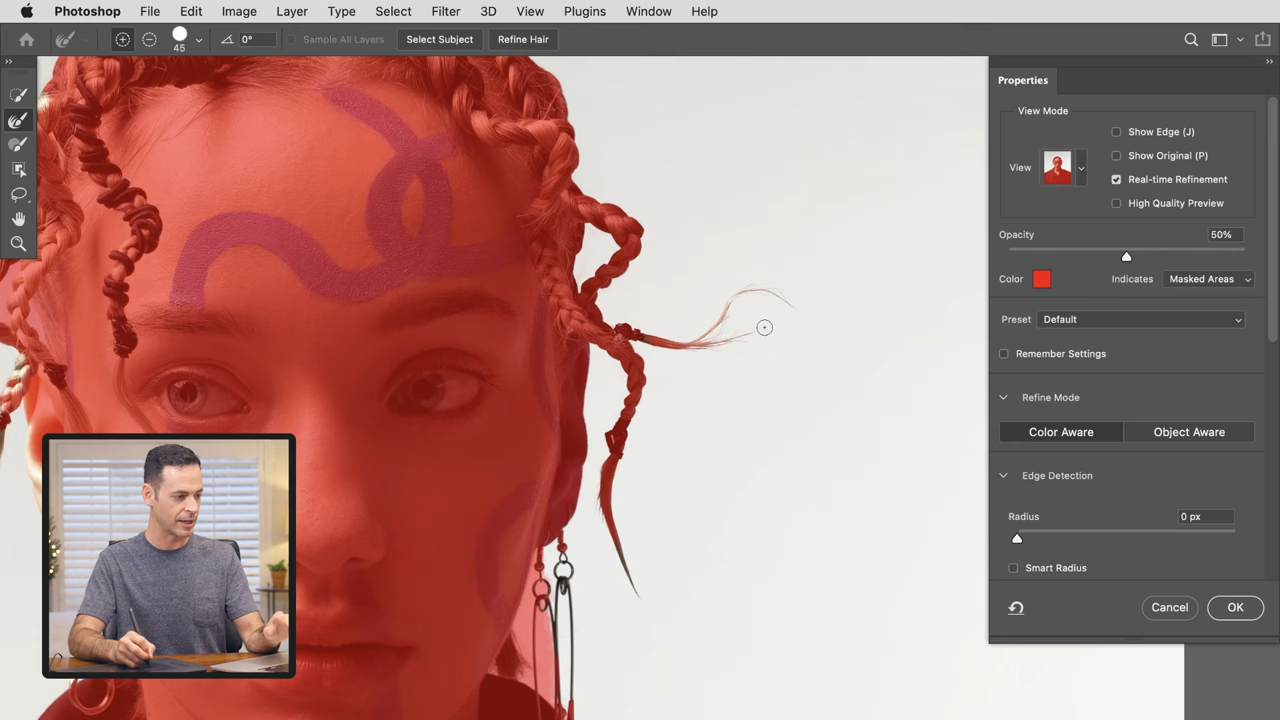 Photoshop File Edit Image Layer Type Select Filter 3D View Plugins Window Help
45 0° Sample All Layers Select Subject Refine Hair
Properties
View Mode
Show Edge (J)
Show Original (P)
View
Real-time Refinement
High Quality Preview
Opacity 50%
Color Indicates Masked Areas
Preset Default
Remember Settings
Refine Mode
Color Aware Object Aware
Edge Detection
Radius 0 px
Smart Radius
Cancel OK